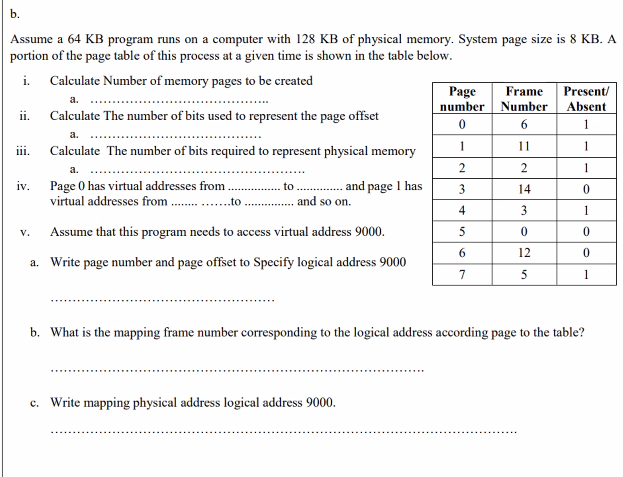 b.
Assume a 64 KB program runs on a computer with 128 KB of physical memory. System page size is 8 KB. A
portion of the page table of this process at a given time is shown in the table below.
i. Calculate Number of memory pages to be created
a. ……………………………………..
ii. Calculate The number of bits used to represent the page offset
a. ……………………………………
iii. Calculate The number of bits required to represent physical memory
a. ……………………………………………
iv. Page 0 has virtual addresses from ................ to .............. and page 1 has
virtual addresses from ........ …….to ............... and so on.
v. Assume that this program needs to access virtual address 9000.
a. Write page number and page offset to Specify logical address 9000
………………………………………………
Page number Frame Number Present/ Absent
0 6 1
1 11 1
2 2 1
3 14 0
4 3 1
5 0 0
6 12 0
7 5 1
b. What is the mapping frame number corresponding to the logical address according page to the table?
……………………………………………………………………………….
c. Write mapping physical address logical address 9000.
………………………………………………………………………………………………….